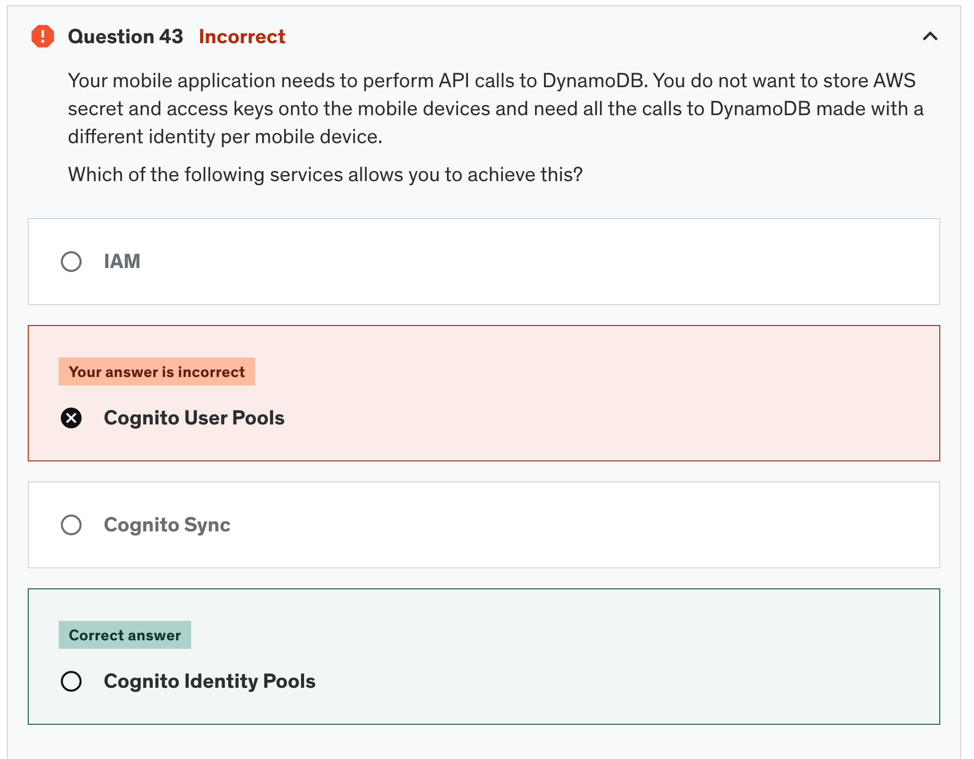 Question 43 Incorrect
Your mobile application needs to perform API calls to DynamoDB. You do not want to store AWS
secret and access keys onto the mobile devices and need all the calls to DynamoDB made with a
different identity per mobile device.
Which of the following services allows you to achieve this?
IAM
Your answer is incorrect
Cognito User Pools
Cognito Sync
Correct answer
Cognito Identity Pools